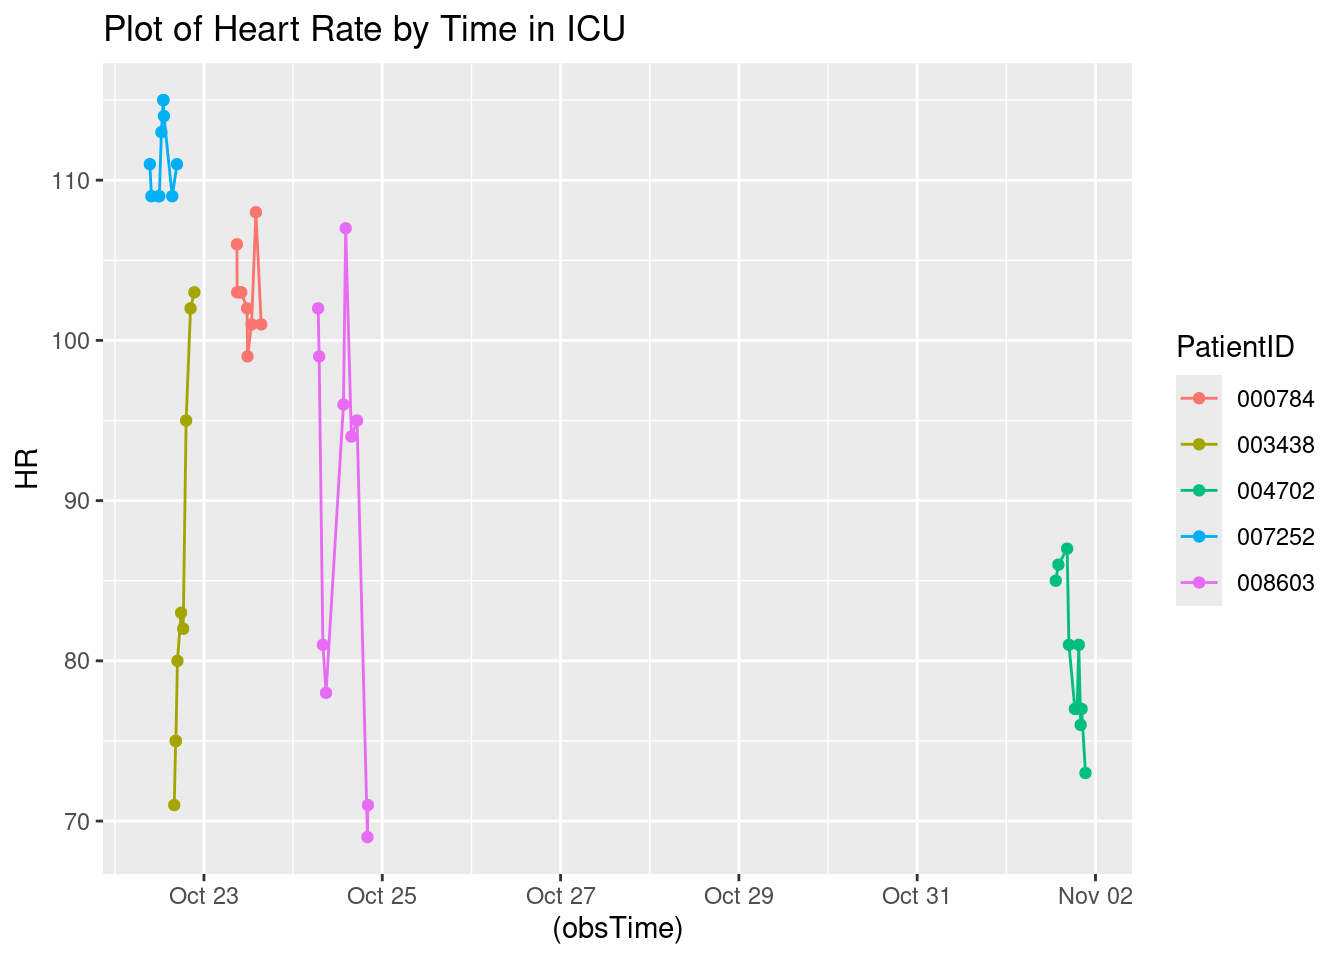 Plot of Heart Rate by Time in ICU
110
100
90
80
70
HR
Oct 23
Oct 25
Oct 27
Oct 29
Oct 31
Nov 02
(obsTime)
PatientID
000784
003438
004702
007252
008603